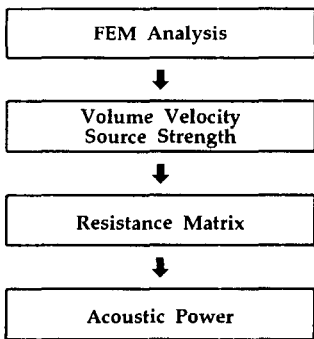 FEM Analysis
Volume Velocity
Source Strength
Resistance Matrix
Acoustic Power